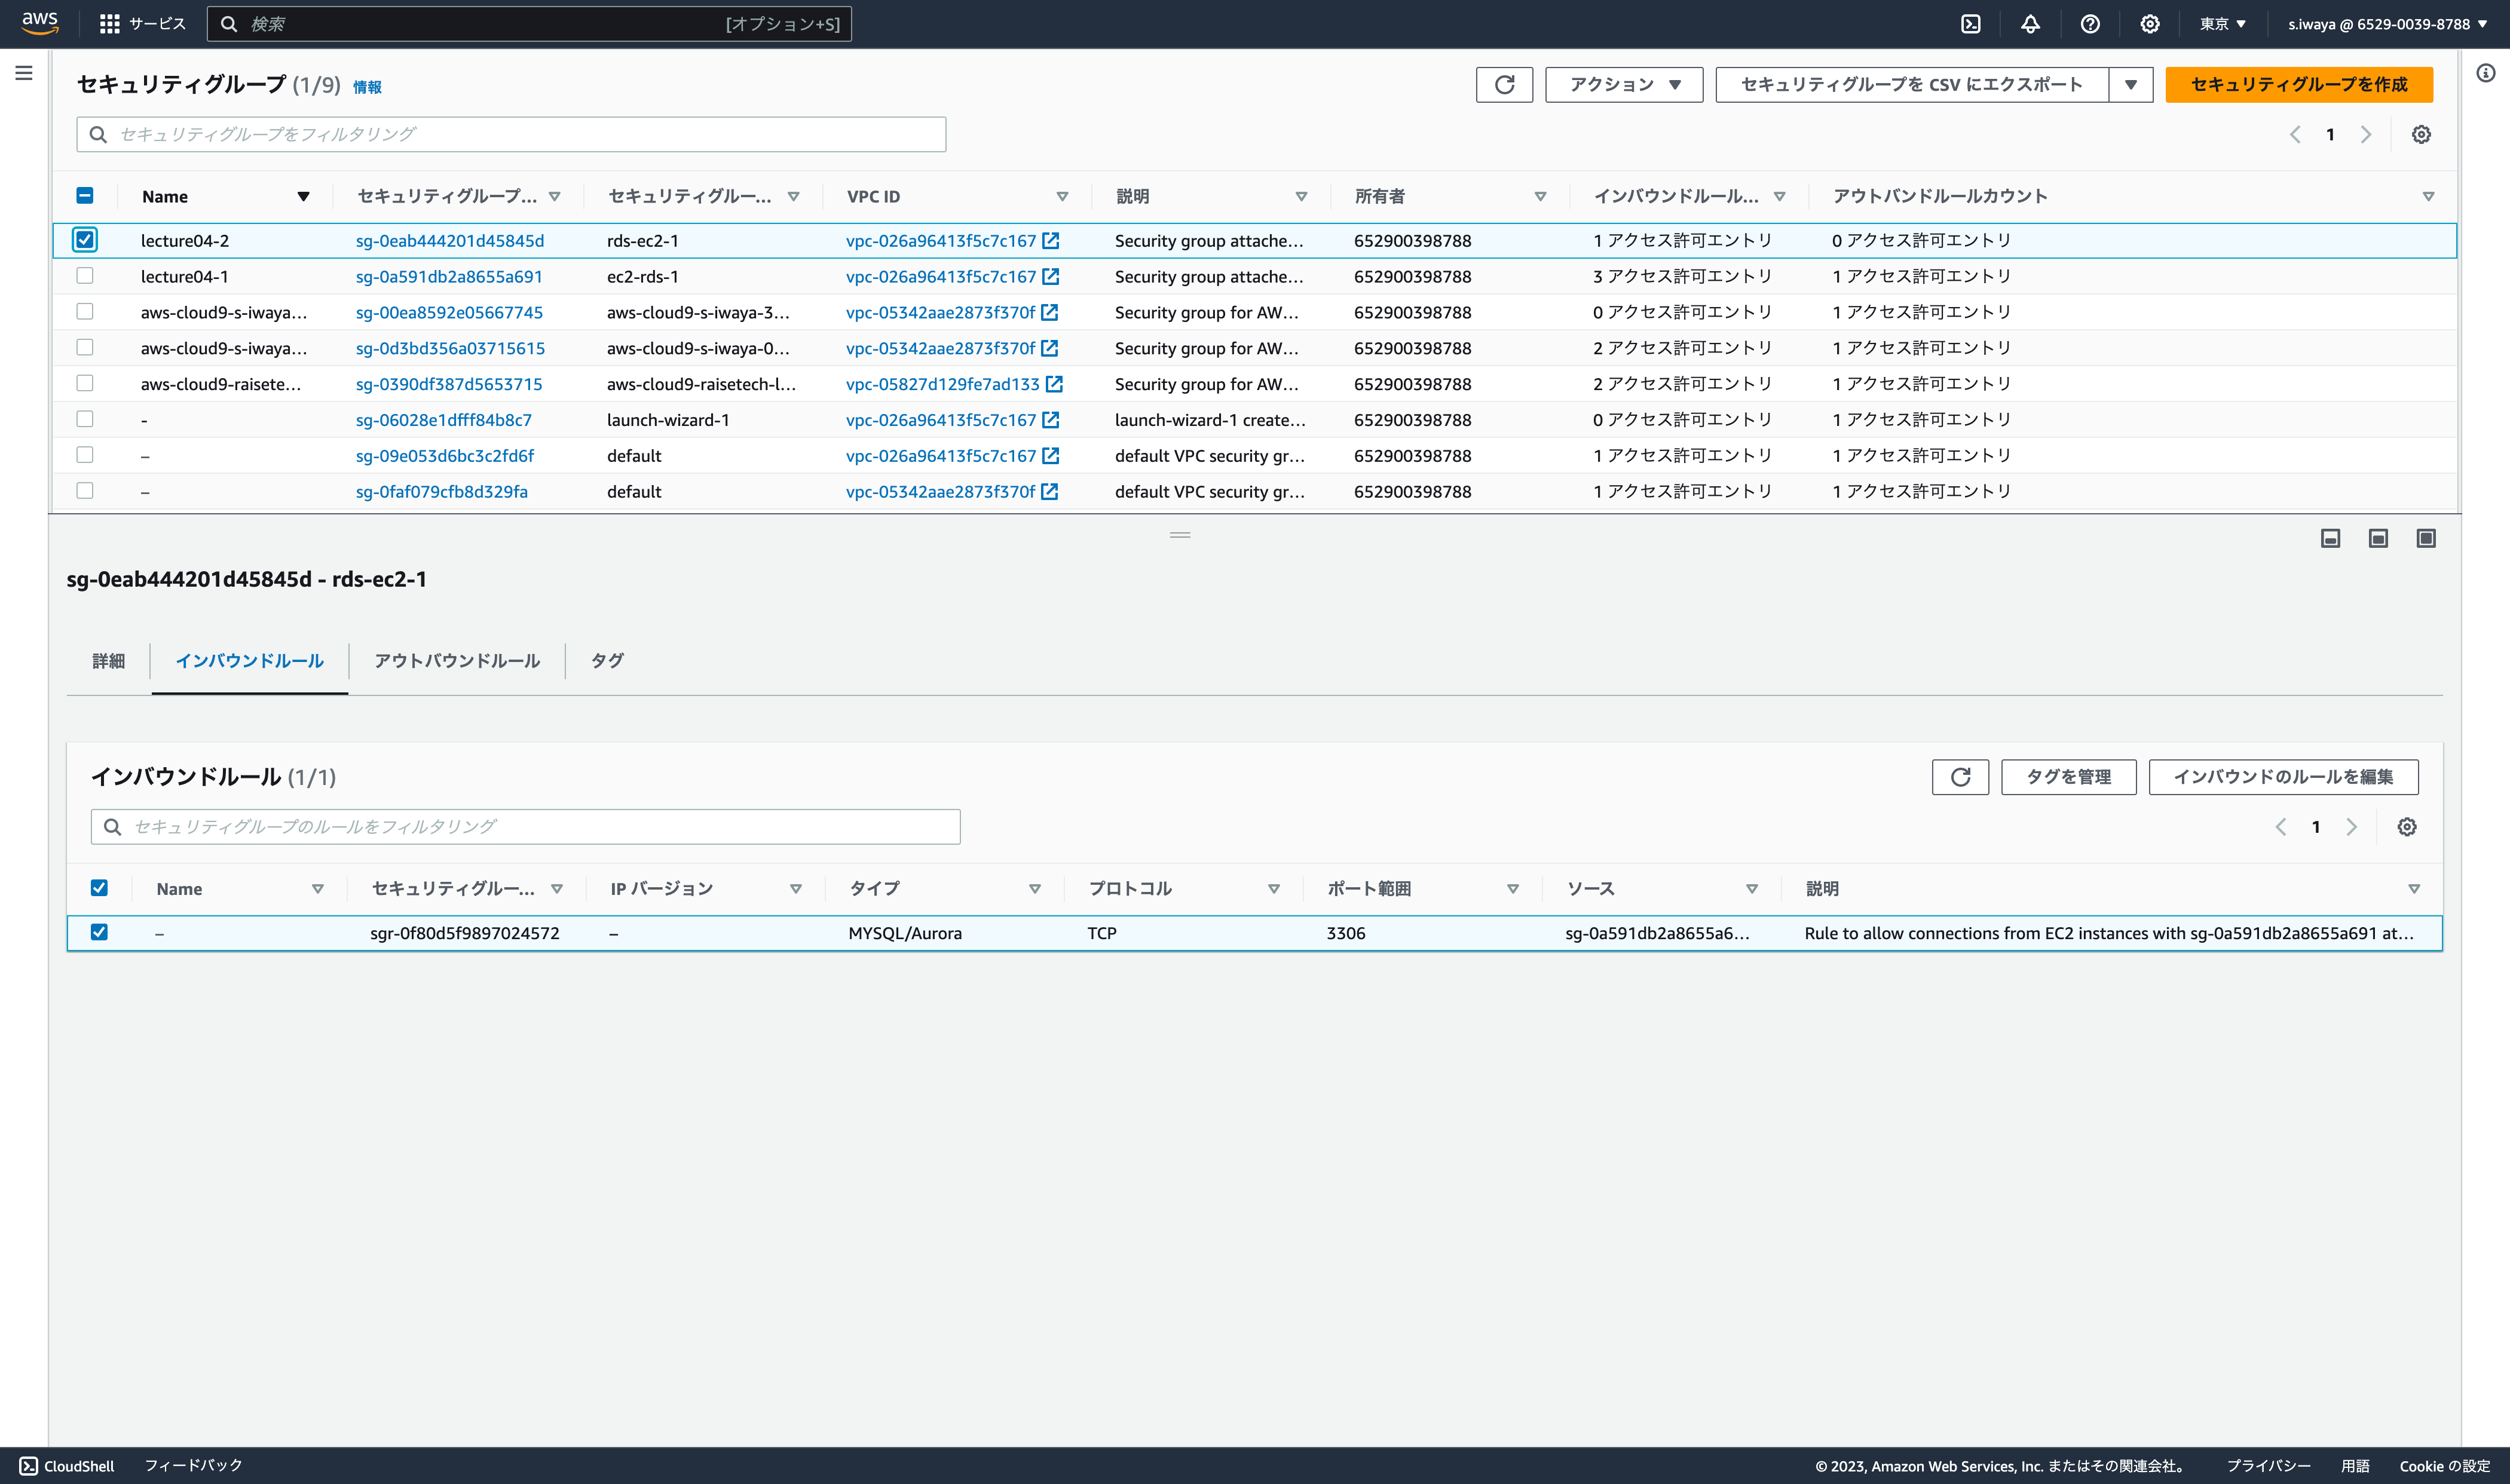 aws サービス 検索 [オプション+S] 東京 ▼ s.iwaya @ 6529-0039-8788 ▼
セキュリティグループ (1/9) 情報 アクション ▼ セキュリティグループを CSV にエクスポート ▼ セキュリティグループを作成
セキュリティグループをフィルタリング 1
Name セキュリティグループ... セキュリティグルー... VPC ID 説明 所有者 インバウンドルール... アウトバンドルールカウント
lecture04-2 sg-0eab444201d45845d rds-ec2-1 vpc-026a96413f5c7c167 Security group attache... 652900398788 1 アクセス許可エントリ 0 アクセス許可エントリ
lecture04-1 sg-0a591db2a8655a691 ec2-rds-1 vpc-026a96413f5c7c167 Security group attache... 652900398788 3 アクセス許可エントリ 1 アクセス許可エントリ
aws-cloud9-s-iwaya... sg-00ea8592e05667745 aws-cloud9-s-iwaya-3... vpc-05342aae2873f370f Security group for AW... 652900398788 0 アクセス許可エントリ 1 アクセス許可エントリ
aws-cloud9-s-iwaya... sg-0d3bd356a03715615 aws-cloud9-s-iwaya-0... vpc-05342aae2873f370f Security group for AW... 652900398788 2 アクセス許可エントリ 1 アクセス許可エントリ
aws-cloud9-raisete... sg-0390df387d5653715 aws-cloud9-raisetech-l... vpc-05827d129fe7ad133 Security group for AW... 652900398788 2 アクセス許可エントリ 1 アクセス許可エントリ
- sg-06028e1dfff84b8c7 launch-wizard-1 vpc-026a96413f5c7c167 launch-wizard-1 create... 652900398788 0 アクセス許可エントリ 1 アクセス許可エントリ
– sg-09e053d6bc3c2fd6f default vpc-026a96413f5c7c167 default VPC security gr... 652900398788 1 アクセス許可エントリ 1 アクセス許可エントリ
– sg-0faf079cfb8d329fa default vpc-05342aae2873f370f default VPC security gr... 652900398788 1 アクセス許可エントリ 1 アクセス許可エントリ
sg-0eab444201d45845d - rds-ec2-1
詳細 インバウンドルール アウトバウンドルール タグ
インバウンドルール (1/1) タグを管理 インバウンドのルールを編集
セキュリティグループのルールをフィルタリング 1
Name セキュリティグルー... IP バージョン タイプ プロトコル ポート範囲 ソース 説明
– sgr-0f80d5f9897024572 – MYSQL/Aurora TCP 3306 sg-0a591db2a8655a6... Rule to allow connections from EC2 instances with sg-0a591db2a8655a691 at...
CloudShell フィードバック © 2023, Amazon Web Services, Inc. またはその関連会社。 プライバシー 用語 Cookie の設定